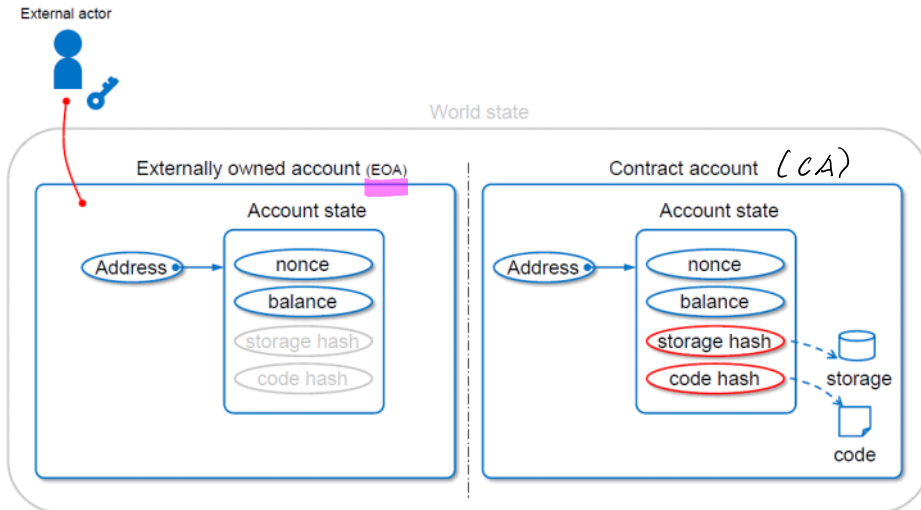 External actor
World state
Externally owned account (EOA)
Contract account (CA)
Account state
Address
nonce
balance
storage hash
code hash
Account state
Address
nonce
balance
storage hash
code hash
storage
code